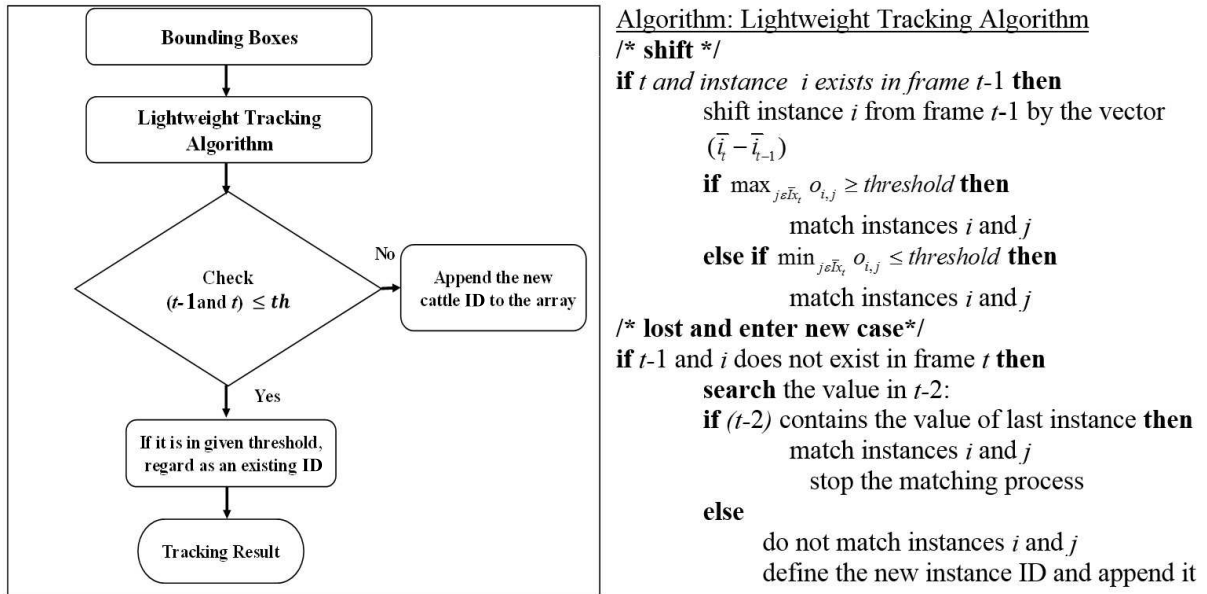 Bounding Boxes
Lightweight Tracking
Algorithm
Check
(t-1and t) ≤ th
No
Append the new
cattle ID to the array
Yes
If it is in given threshold,
regard as an existing ID
Tracking Result
Algorithm: Lightweight Tracking Algorithm
/* shift */
if t and instance i exists in frame t-1 then
shift instance i from frame t-1 by the vector
(i̅_t − i̅_{t−1})
if max_{jεI̅x_t} o_{i,j} ≥ threshold then
match instances i and j
else if min_{jεI̅x_t} o_{i,j} ≤ threshold then
match instances i and j
/* lost and enter new case*/
if t-1 and i does not exist in frame t then
search the value in t-2:
if (t-2) contains the value of last instance then
match instances i and j
stop the matching process
else
do not match instances i and j
define the new instance ID and append it